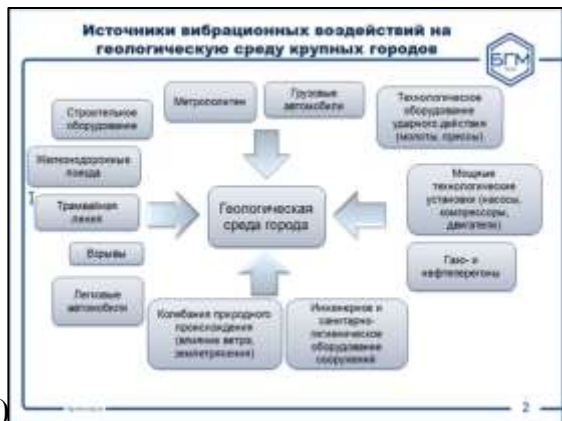 Источники вибрационных воздействий на
геологическую среду крупных городов
БГМ
Строительное
оборудование
Метрополитен
Грузовые
автомобили
Технологическое
оборудование
ударного действия
(молоты, прессы)
Железнодорожные
поезда
Трамвайная
линия
Взрывы
Легковые
автомобили
Геологическая
среда города
Мощные
технологические
установки (насосы,
компрессоры,
двигатели)
Газо- и
нефтеперегоны
Колебания природного
происхождения
(влияние ветра,
землетрясения)
Инженерное и
санитарно-
гигиеническое
оборудование
сооружений
2
)